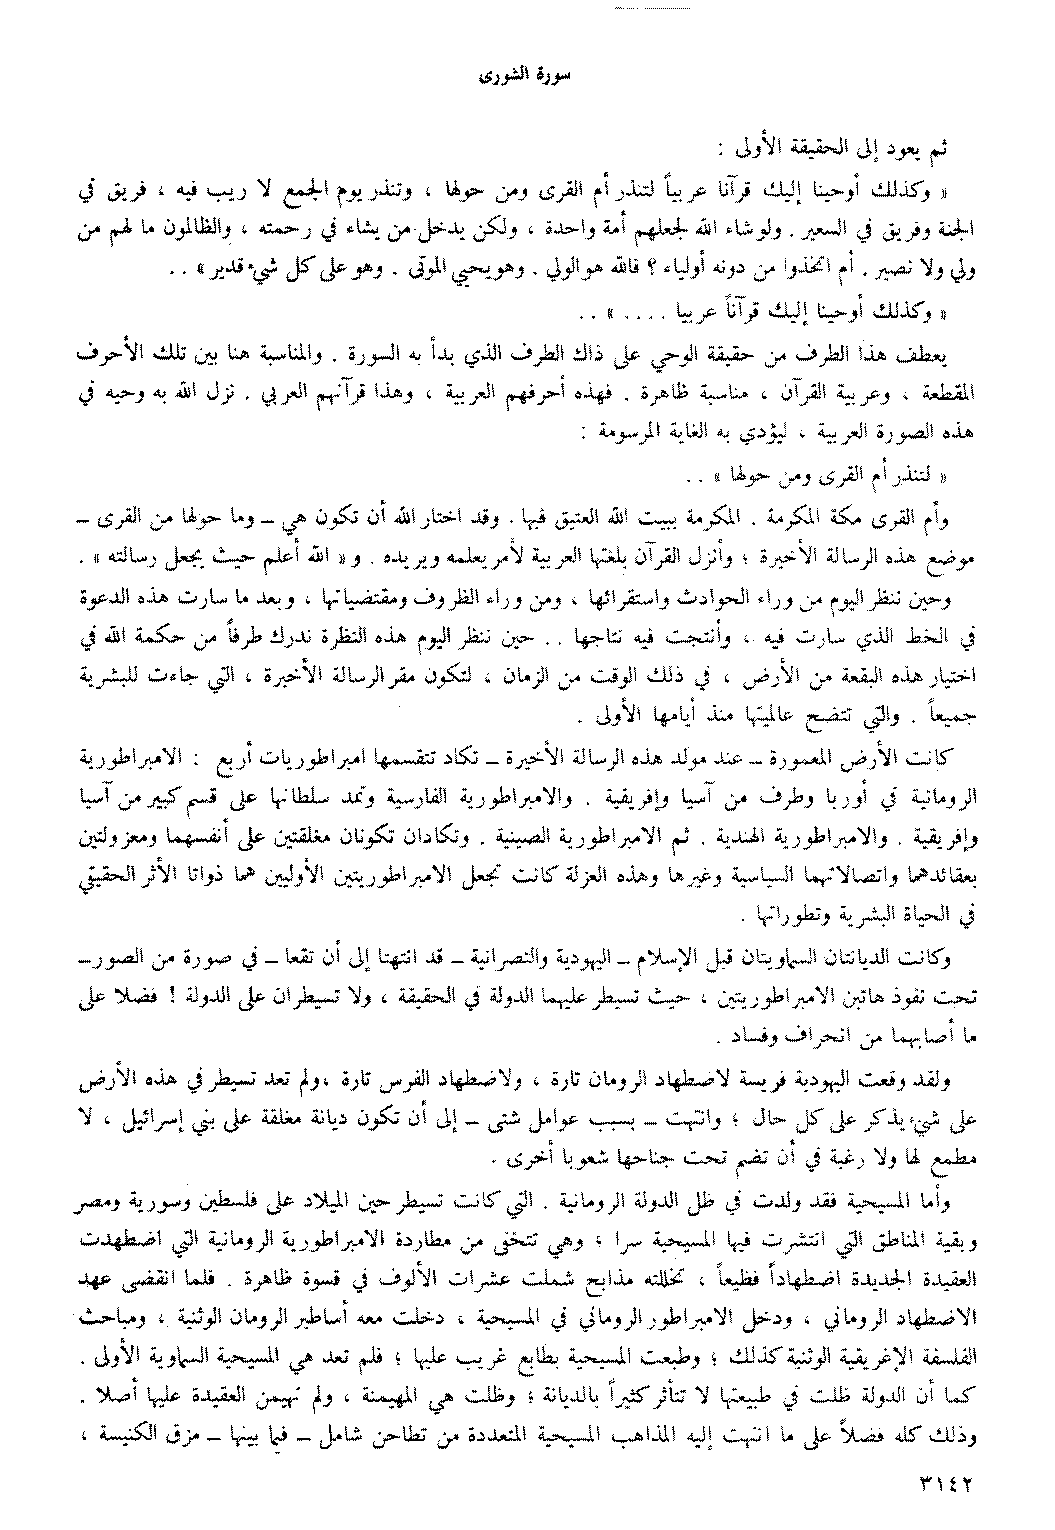 سورة الشورى
ثم يعود إلى الحقيقة الأولى :
« وكذلك أوحينا إليك قرآنا عربياً لتنذر أم القرى ومن حولها ، وتنذر يوم الجمع لا ريب فيه ، فريق في
الجنة وفريق في السعير . ولو شاء الله لجعلهم أمة واحدة ، ولكن يدخل من يشاء في رحمته ، والظالمون ما لهم من
ولي ولا نصير . أم اتخذوا من دونه أولياء ؟ فالله هو الولي . وهو يحيي الموتى . وهو على كل شيء قدير » . .
« وكذلك أوحينا إليك قرآناً عربيا . . . . » . .
يعطف هذا الطرف من حقيقة الوحي على ذاك الطرف الذي بدأ به السورة . والمناسبة هنا بين تلك الأحرف
المقطعة ، وعربية القرآن ، مناسبة ظاهرة . فهذه أحرفهم العربية ، وهذا قرآنهم العربي . نزل الله به وحيه في
هذه الصورة العربية ، ليؤدي به الغاية المرسومة :
« لتنذر أم القرى ومن حولها » . .
وأم القرى مكة المكرمة . المكرمة ببيت الله العتيق فيها . وقد اختار الله أن تكون هي – وما حولها من القرى –
موضع هذه الرسالة الأخيرة ؛ وأنزل القرآن بلغتها العربية لأمر يعلمه ويريده . و« الله أعلم حيث يجعل رسالته » .
وحين ننظر اليوم من وراء الحوادث واستقرائها ، ومن وراء الظروف ومقتضياتها ، وبعد ما سارت هذه الدعوة
في الخط الذي سارت فيه ، وأنتجت فيه نتاجها . . حين ننظر اليوم هذه النظرة ندرك طرفاً من حكمة الله في
اختيار هذه البقعة من الأرض ، في ذلك الوقت من الزمان ، لتكون مقر الرسالة الأخيرة ، التي جاءت للبشرية
جميعاً . والتي تتضح عالميتها منذ أيامها الأولى .
كانت الأرض المعمورة – عند مولد هذه الرسالة الأخيرة – تكاد تتقسمها امبراطوريات أربع : الامبراطورية
الرومانية في أوربا وطرف من آسيا وإفريقية . والامبراطورية الفارسية وتمد سلطانها على قسم كبير من آسيا
وإفريقية . والامبراطورية الهندية . ثم الامبراطورية الصينية . وتكادان تكونان مغلقتين على أنفسهما ومعزولتين
بعقائدهما واتصالاتهما السياسية وغيرها وهذه العزلة كانت تجعل الامبراطوريتين الأوليين هما ذواتا الأثر الحقيقي
في الحياة البشرية وتطوراتها .
وكانت الديانتان السماويتان قبل الإسلام – اليهودية والنصرانية – قد انتهتا إلى أن تقعا – في صورة من الصور –
تحت نفوذ هاتين الامبراطوريتين ، حيث تسيطر عليهما الدولة في الحقيقة ، ولا تسيطران على الدولة ! فضلا على
ما أصابهما من انحراف وفساد .
ولقد وقعت اليهودية فريسة لاضطهاد الرومان تارة ، ولاضطهاد الفرس تارة ، ولم تعد تسيطر في هذه الأرض
على شيء يذكر على كل حال ؛ وانتهت – بسبب عوامل شتى – إلى أن تكون ديانة مغلقة على بني إسرائيل ، لا
مطمع لها ولا رغبة في أن تضم تحت جناحها شعوبا أخرى .
وأما المسيحية فقد ولدت في ظل الدولة الرومانية . التي كانت تسيطر حين الميلاد على فلسطين وسورية ومصر
وبقية المناطق التي انتشرت فيها المسيحية سرا ؛ وهي تتخفى من مطاردة الامبراطورية الرومانية التي اضطهدت
العقيدة الجديدة اضطهاداً فظيعاً ، تخللته مذابح شملت عشرات الألوف في قسوة ظاهرة . فلما انقضى عهد
الاضطهاد الروماني ، ودخل الامبراطور الروماني في المسيحية ، دخلت معه أساطير الرومان الوثنية ، ومباحث
الفلسفة الإغريقية الوثنية كذلك ؛ وطبعت المسيحية بطابع غريب عليها ؛ فلم تعد هي المسيحية السماوية الأولى .
كما أن الدولة ظلت في طبيعتها لا تتأثر كثيراً بالديانة ؛ وظلت هي المهيمنة ، ولم تهيمن العقيدة عليها أصلا .
وذلك كله فضلاً على ما انتهت إليه المذاهب المسيحية المتعددة من تطاحن شامل – فيما بينها – مزق الكنيسة ،
٣١٤٢